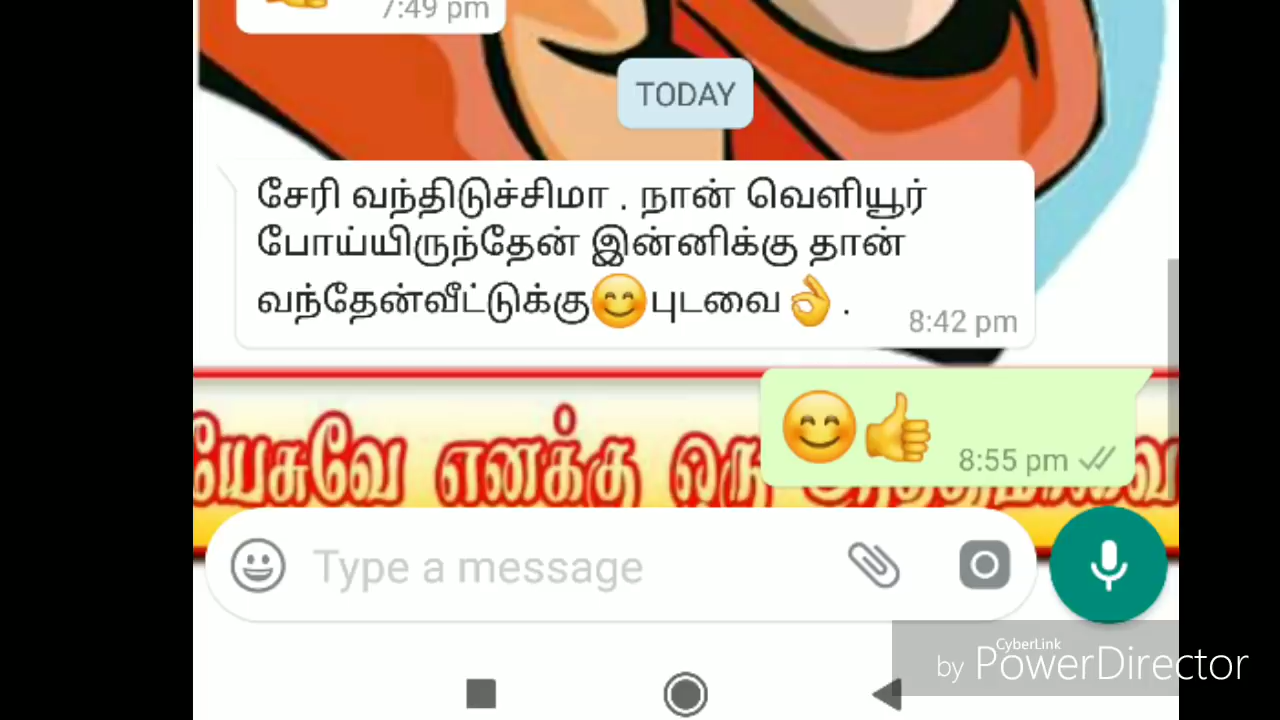 7:49 pm
TODAY
சேரி வந்திடுச்சிமா . நான் வெளியூர்
போய்யிருந்தேன் இன்னிக்கு தான்
வந்தேன்வீட்டுக்கு😊புடவை👌 .
8:42 pm
😊👍
8:55 pm
யேசுவே எனக்கு ஒரு
Type a message
CyberLink
by PowerDirector